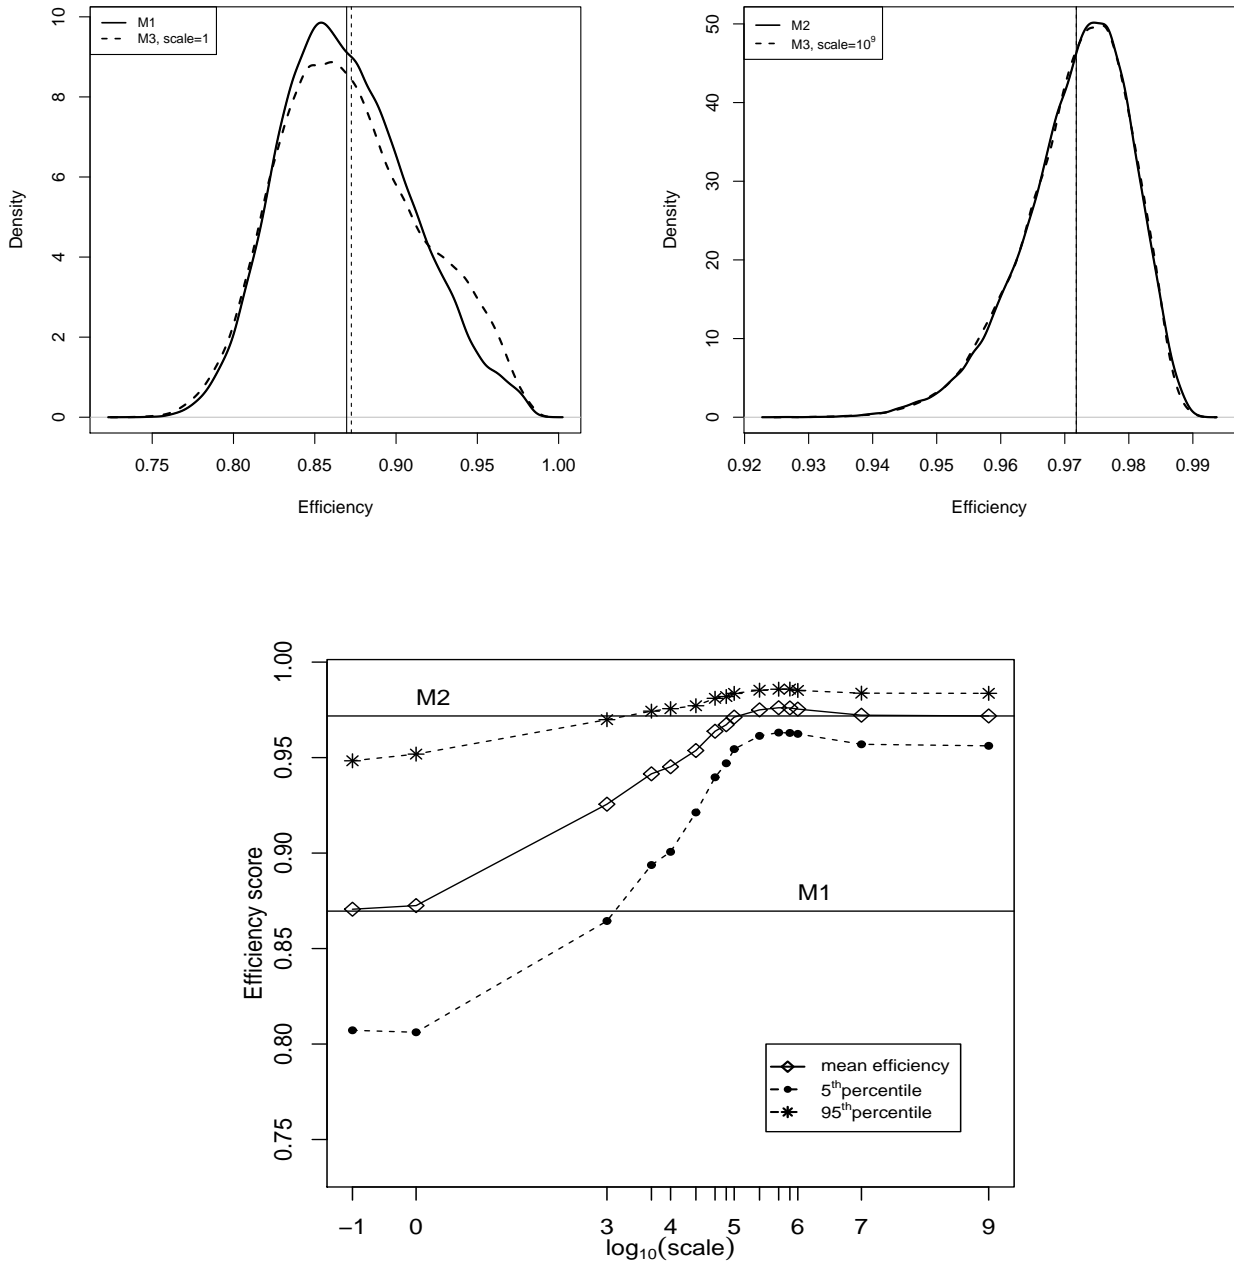 M1
M3, scale=1
Density
0
2
4
6
8
10
0.75 0.80 0.85 0.90 0.95 1.00
Efficiency
M2
M3, scale=10⁹
Density
0
10
20
30
40
50
0.92 0.93 0.94 0.95 0.96 0.97 0.98 0.99
Efficiency
M2
M1
Efficiency score
0.75
0.80
0.85
0.90
0.95
1.00
mean efficiency
5ᵗʰpercentile
95ᵗʰpercentile
−1 0 3 4 5 6 7 9
log₁₀(scale)